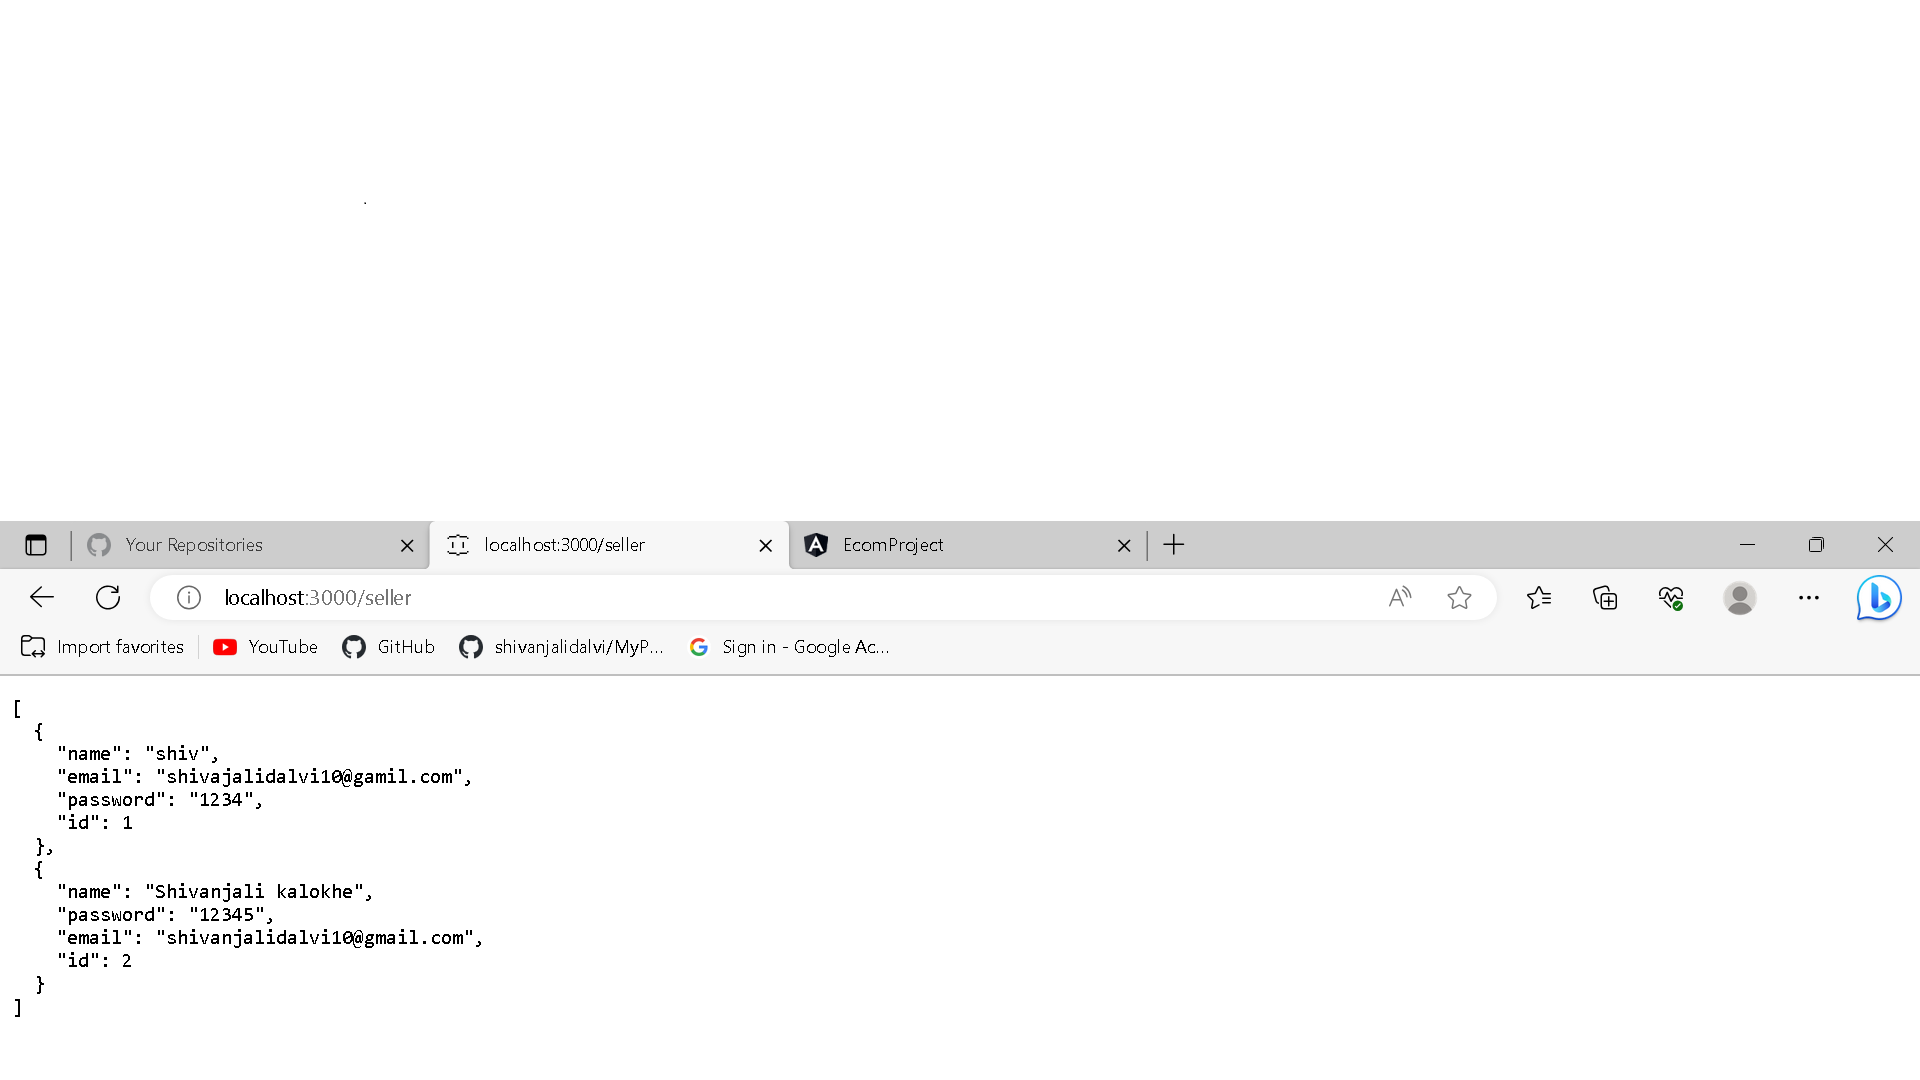 Your Repositories
localhost:3000/seller
EcomProject
localhost:3000/seller
Import favorites
YouTube
GitHub
shivanjalidalvi/MyP...
Sign in - Google Ac...
[
  {
    "name": "shiv",
    "email": "shivajalidalvi10@gamil.com",
    "password": "1234",
    "id": 1
  },
  {
    "name": "Shivanjali kalokhe",
    "password": "12345",
    "email": "shivanjalidalvi10@gmail.com",
    "id": 2
  }
]